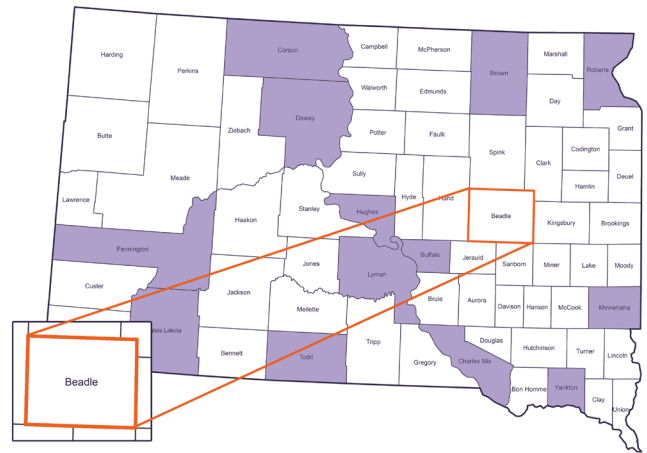 Harding
Perkins
Corson
Campbell
McPherson
Brown
Marshall
Roberts
Walworth
Edmunds
Day
Dewey
Ziebach
Butte
Potter
Faulk
Grant
Spink
Codington
Clark
Meade
Sully
Deuel
Hamlin
Lawrence
Hyde
Hand
Stanley
Hughes
Haakon
Beadle
Kingsbury
Brookings
Pennington
Buffalo
Jerauld
Sanborn
Miner
Lake
Moody
Jones
Lyman
Custer
Jackson
Brule
Aurora
Davison
Hanson
McCook
Minnehaha
Mellette
Lakota
Tripp
Douglas
Hutchinson
Turner
Lincoln
Bennett
Todd
Gregory
Charles Mix
Bon Homme
Yankton
Clay
Union
Beadle